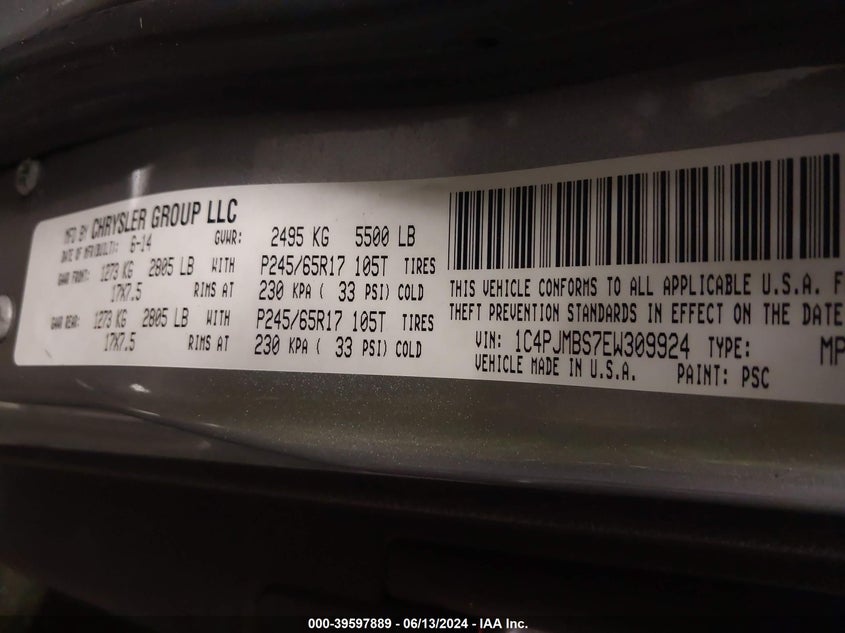 MFD BY CHRYSLER GROUP LLC
DATE OF MFR(BUILT): 6-14 GVWR: 2495 KG 5500 LB
GAWR FRONT: 1273 KG 2805 LB WITH P245/65R17 105T TIRES
17X7.5 RIMS AT 230 KPA ( 33 PSI) COLD
GAWR REAR: 1273 KG 2805 LB WITH P245/65R17 105T TIRES
17X7.5 RIMS AT 230 KPA ( 33 PSI) COLD
THIS VEHICLE CONFORMS TO ALL APPLICABLE U.S.A. F
THEFT PREVENTION STANDARDS IN EFFECT ON THE DATE
VIN: 1C4PJMBS7EW309924 TYPE: MP
VEHICLE MADE IN U.S.A. PAINT: PSC
000-39597889 - 06/13/2024 - IAA Inc.